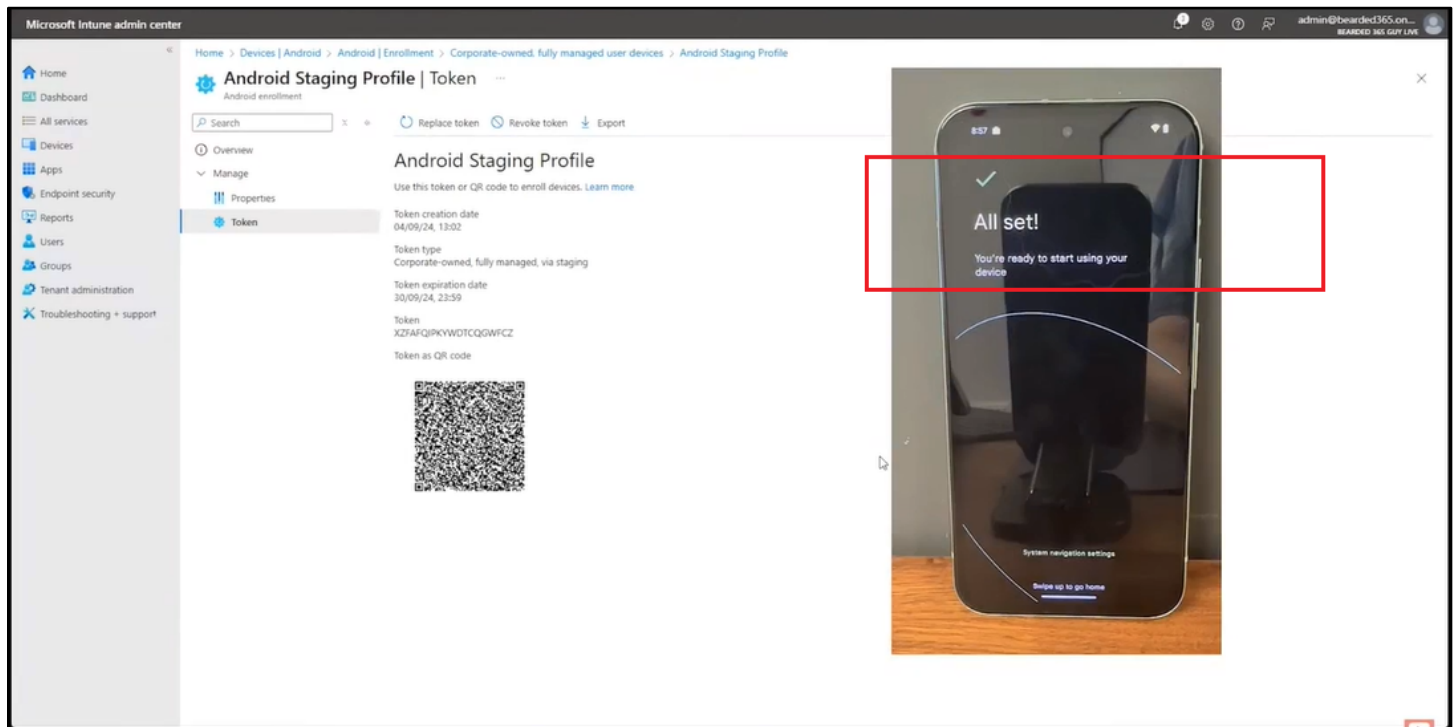 Microsoft Intune admin center
admin@bearded365.on...
BEARDED 365 GUY LIVE
Home > Devices | Android > Android | Enrollment > Corporate-owned, fully managed user devices > Android Staging Profile
Android Staging Profile | Token ...
Android enrollment
Home
Dashboard
All services
Devices
Apps
Endpoint security
Reports
Users
Groups
Tenant administration
Troubleshooting + support
Search
Overview
Manage
Properties
Token
Replace token Revoke token Export
Android Staging Profile
Use this token or QR code to enroll devices. Learn more
Token creation date
04/09/24, 13:02
Token type
Corporate-owned, fully managed, via staging
Token expiration date
30/09/24, 23:59
Token
XZFAFQIPKYWDTCQGWFCZ
Token as QR code
8:57
All set!
You're ready to start using your
device
System navigation settings
Swipe up to go home